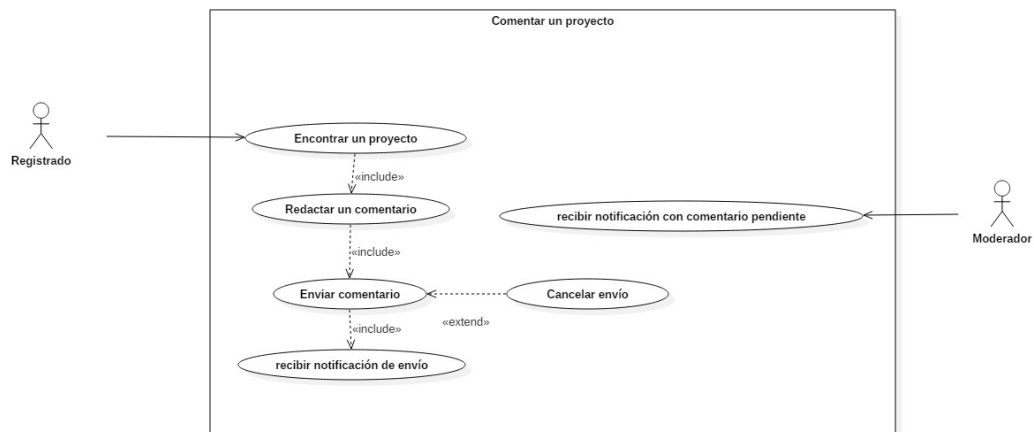 Comentar un proyecto
Registrado
Encontrar un proyecto
«include»
Redactar un comentario
recibir notificación con comentario pendiente
Moderador
«include»
Enviar comentario
Cancelar envío
«extend»
«include»
recibir notificación de envío